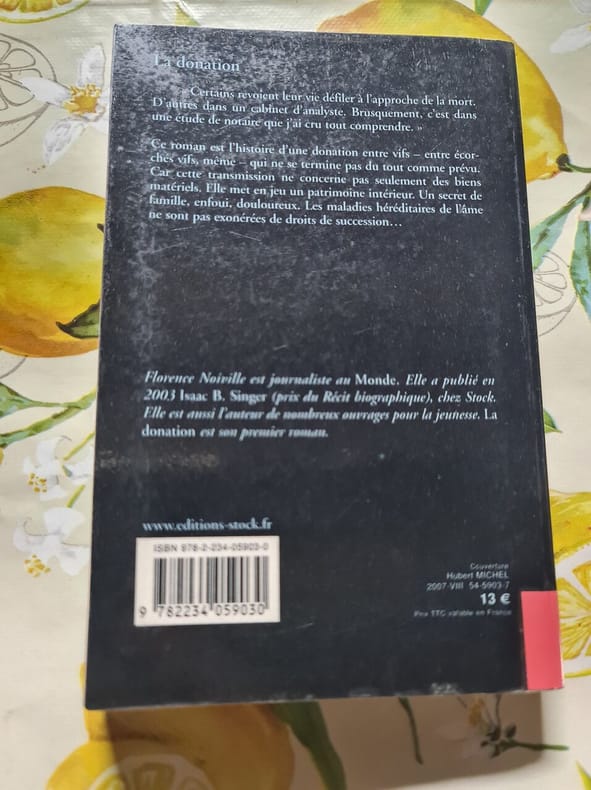 La donation
« Certains revoient leur vie défiler à l'approche de la mort.
D'autres dans un cabinet d'analyste. Brusquement, c'est dans
une étude de notaire que j'ai cru tout comprendre. »
Ce roman est l'histoire d'une donation entre vifs – entre écor-
chés vifs, même – qui ne se termine pas du tout comme prévu.
Car cette transmission ne concerne pas seulement des biens
matériels. Elle met en jeu un patrimoine intérieur. Un secret de
famille, enfoui, douloureux. Les maladies héréditaires de l'âme
ne sont pas exonérées de droits de succession…
Florence Noiville est journaliste au Monde. Elle a publié en
2003 Isaac B. Singer (prix du Récit biographique), chez Stock.
Elle est aussi l'auteur de nombreux ouvrages pour la jeunesse. La
donation est son premier roman.
www.editions-stock.fr
ISBN 978-2-234-05903-0
9 782234 059030
Couverture
Hubert MICHEL
2007-VIII 54-5903-7
13 €
Prix TTC valable en France